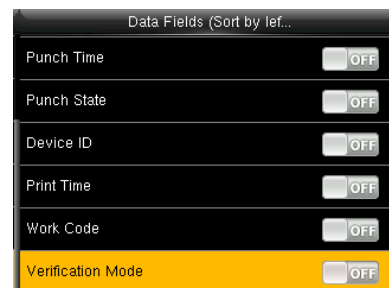 Data Fields (Sort by lef...
Punch Time OFF
Punch State OFF
Device ID OFF
Print Time OFF
Work Code OFF
Verification Mode OFF